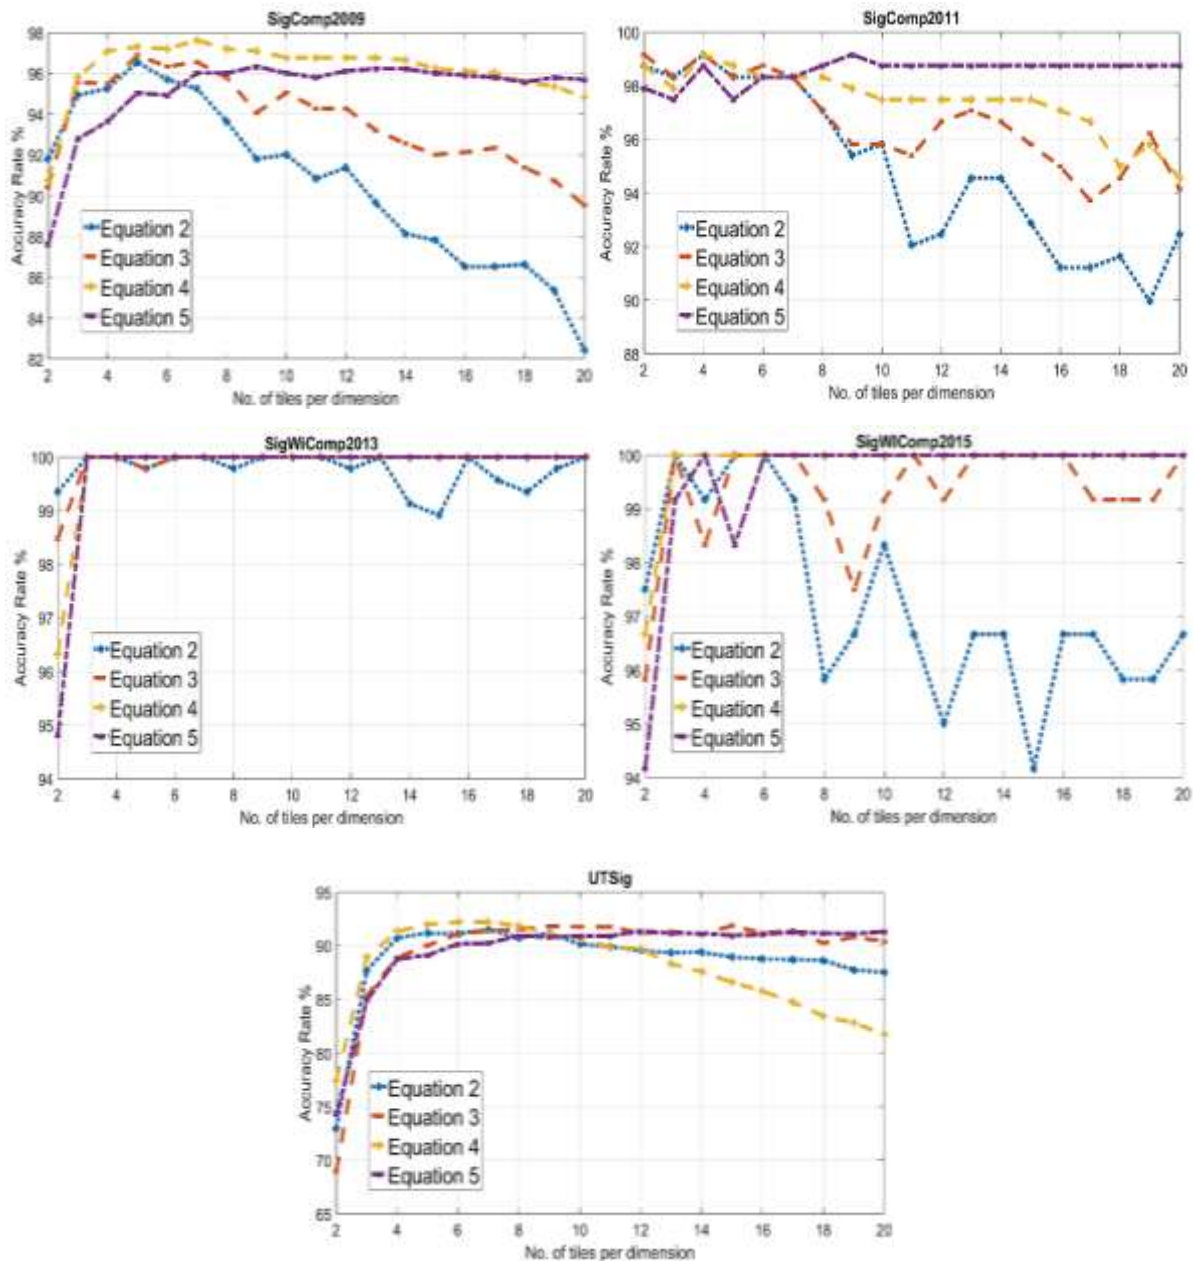 SigComp2009
98
96
94
92
90
88
86
84
82
Accuracy Rate %
Equation 2
Equation 3
Equation 4
Equation 5
2 4 6 8 10 12 14 16 18 20
No. of tiles per dimension
SigComp2011
100
98
96
94
92
90
88
Accuracy Rate %
Equation 2
Equation 3
Equation 4
Equation 5
2 4 6 8 10 12 14 16 18 20
No. of tiles per dimension
SigWiComp2013
100
99
98
97
96
95
94
Accuracy Rate %
Equation 2
Equation 3
Equation 4
Equation 5
2 4 6 8 10 12 14 16 18 20
No. of tiles per dimension
SigWIComp2015
100
99
98
97
96
95
94
Accuracy Rate %
Equation 2
Equation 3
Equation 4
Equation 5
2 4 6 8 10 12 14 16 18 20
No. of tiles per dimension
UTSig
95
90
85
80
75
70
65
Accuracy Rate %
Equation 2
Equation 3
Equation 4
Equation 5
2 4 6 8 10 12 14 16 18 20
No. of tiles per dimension